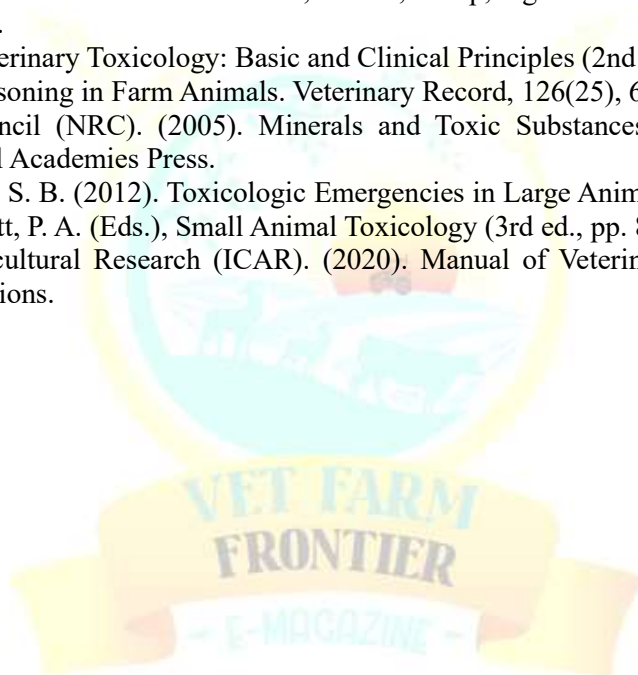 .
erinary Toxicology: Basic and Clinical Principles (2nd
soning in Farm Animals. Veterinary Record, 126(25), 6
ncil (NRC). (2005). Minerals and Toxic Substances
l Academies Press.
S. B. (2012). Toxicologic Emergencies in Large Anim
tt, P. A. (Eds.), Small Animal Toxicology (3rd ed., pp. 8
cultural Research (ICAR). (2020). Manual of Veterin
ions.
VET FARM
FRONTIER
- E-MAGAZINE -